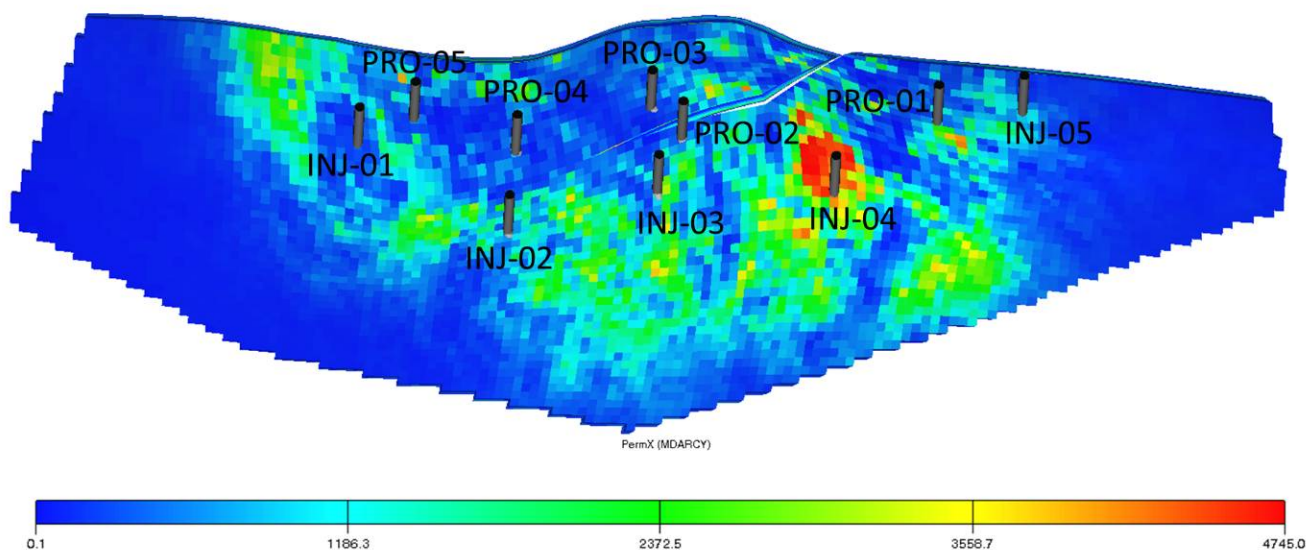 PRO-03
PRO-05
PRO-04
PRO-01
PRO-02
INJ-05
INJ-01
INJ-04
INJ-03
INJ-02
PermX (MDARCY)
0.1 1186.3 2372.5 3558.7 4745.0